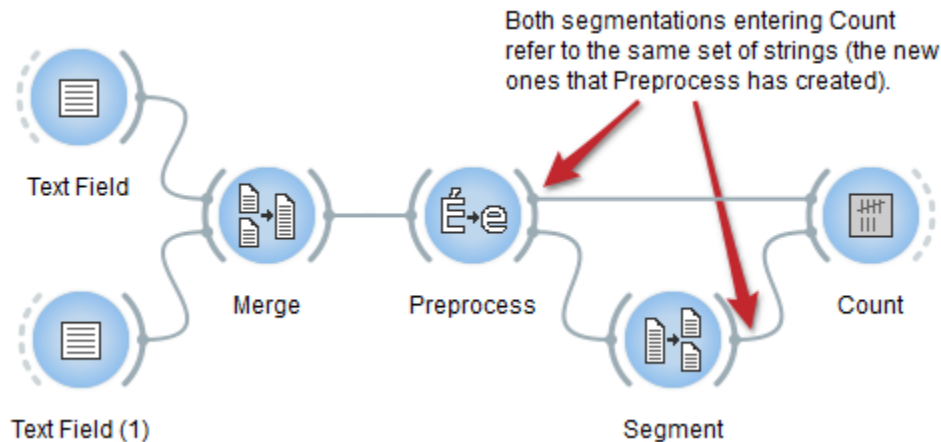 Both segmentations entering Count
refer to the same set of strings (the new
ones that Preprocess has created).
Text Field
Merge
É→e
Preprocess
Count
Text Field (1)
Segment